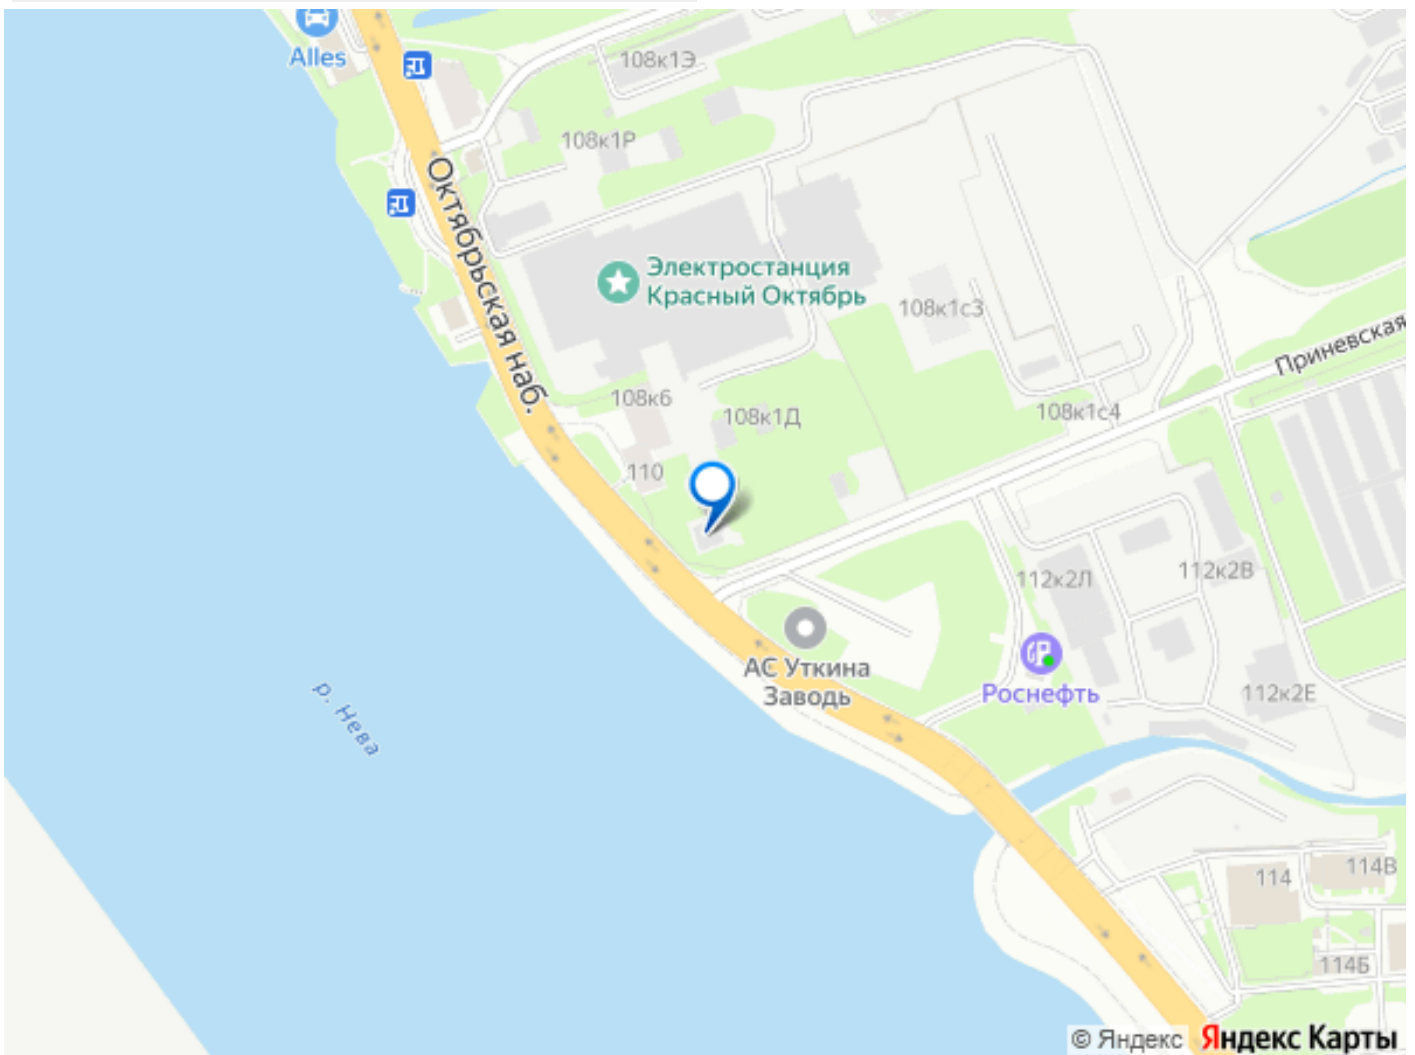 Alles
108к1Э
108к1Р
Октябрьская наб.
Электростанция
Красный Октябрь
108к1с3
Приневская
108к6
108к1Д
108к1с4
110
112к2Л
112к2В
АС Уткина
Заводь
Роснефть
112к2Е
р. Нева
114
114В
114Б
© Яндекс Яндекс Карты